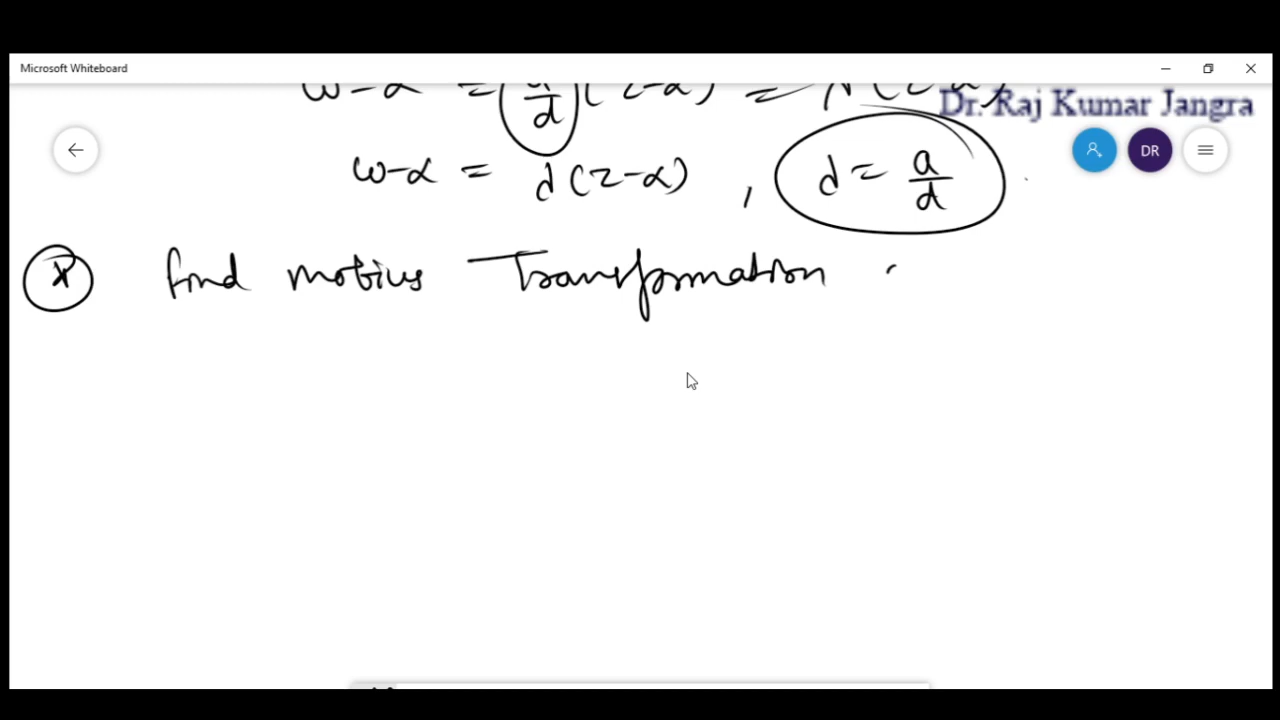 Microsoft Whiteboard
w-α = (a/d)(z-α) =
Dr. Raj Kumar Jangra
w-α = d(z-α) , d = a/d
DR
* find mobius Transformation